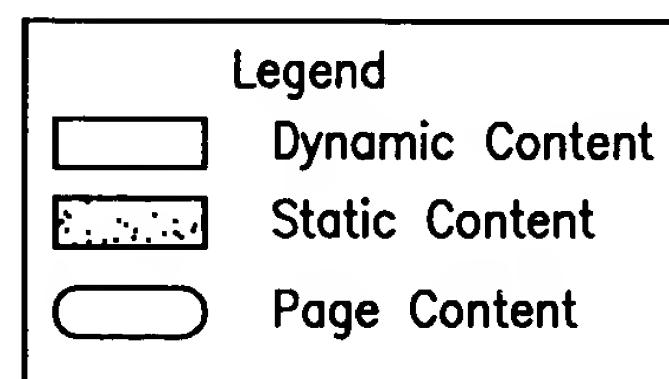 Legend
Dynamic Content
Static Content
Page Content